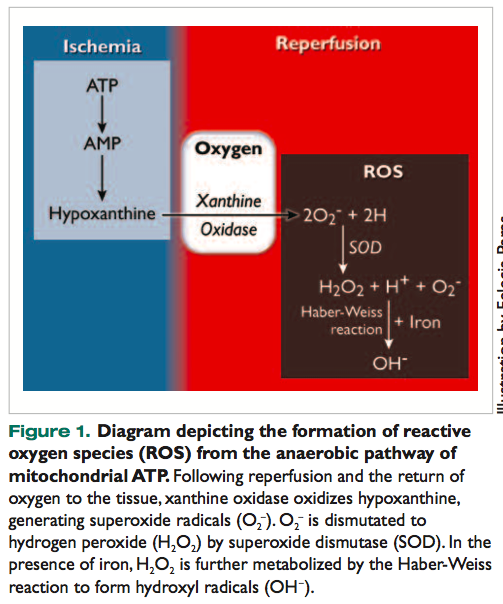 Ischemia
Reperfusion
ATP
AMP
Hypoxanthine
Oxygen
Xanthine
Oxidase
ROS
2O₂⁻ + 2H
SOD
H₂O₂ + H⁺ + O₂⁻
Haber-Weiss
reaction
+ Iron
OH⁻
Figure 1. Diagram depicting the formation of reactive
oxygen species (ROS) from the anaerobic pathway of
mitochondrial ATP. Following reperfusion and the return of
oxygen to the tissue, xanthine oxidase oxidizes hypoxanthine,
generating superoxide radicals (O₂⁻). O₂⁻ is dismutated to
hydrogen peroxide (H₂O₂) by superoxide dismutase (SOD). In the
presence of iron, H₂O₂ is further metabolized by the Haber-Weiss
reaction to form hydroxyl radicals (OH⁻).
Illustration by